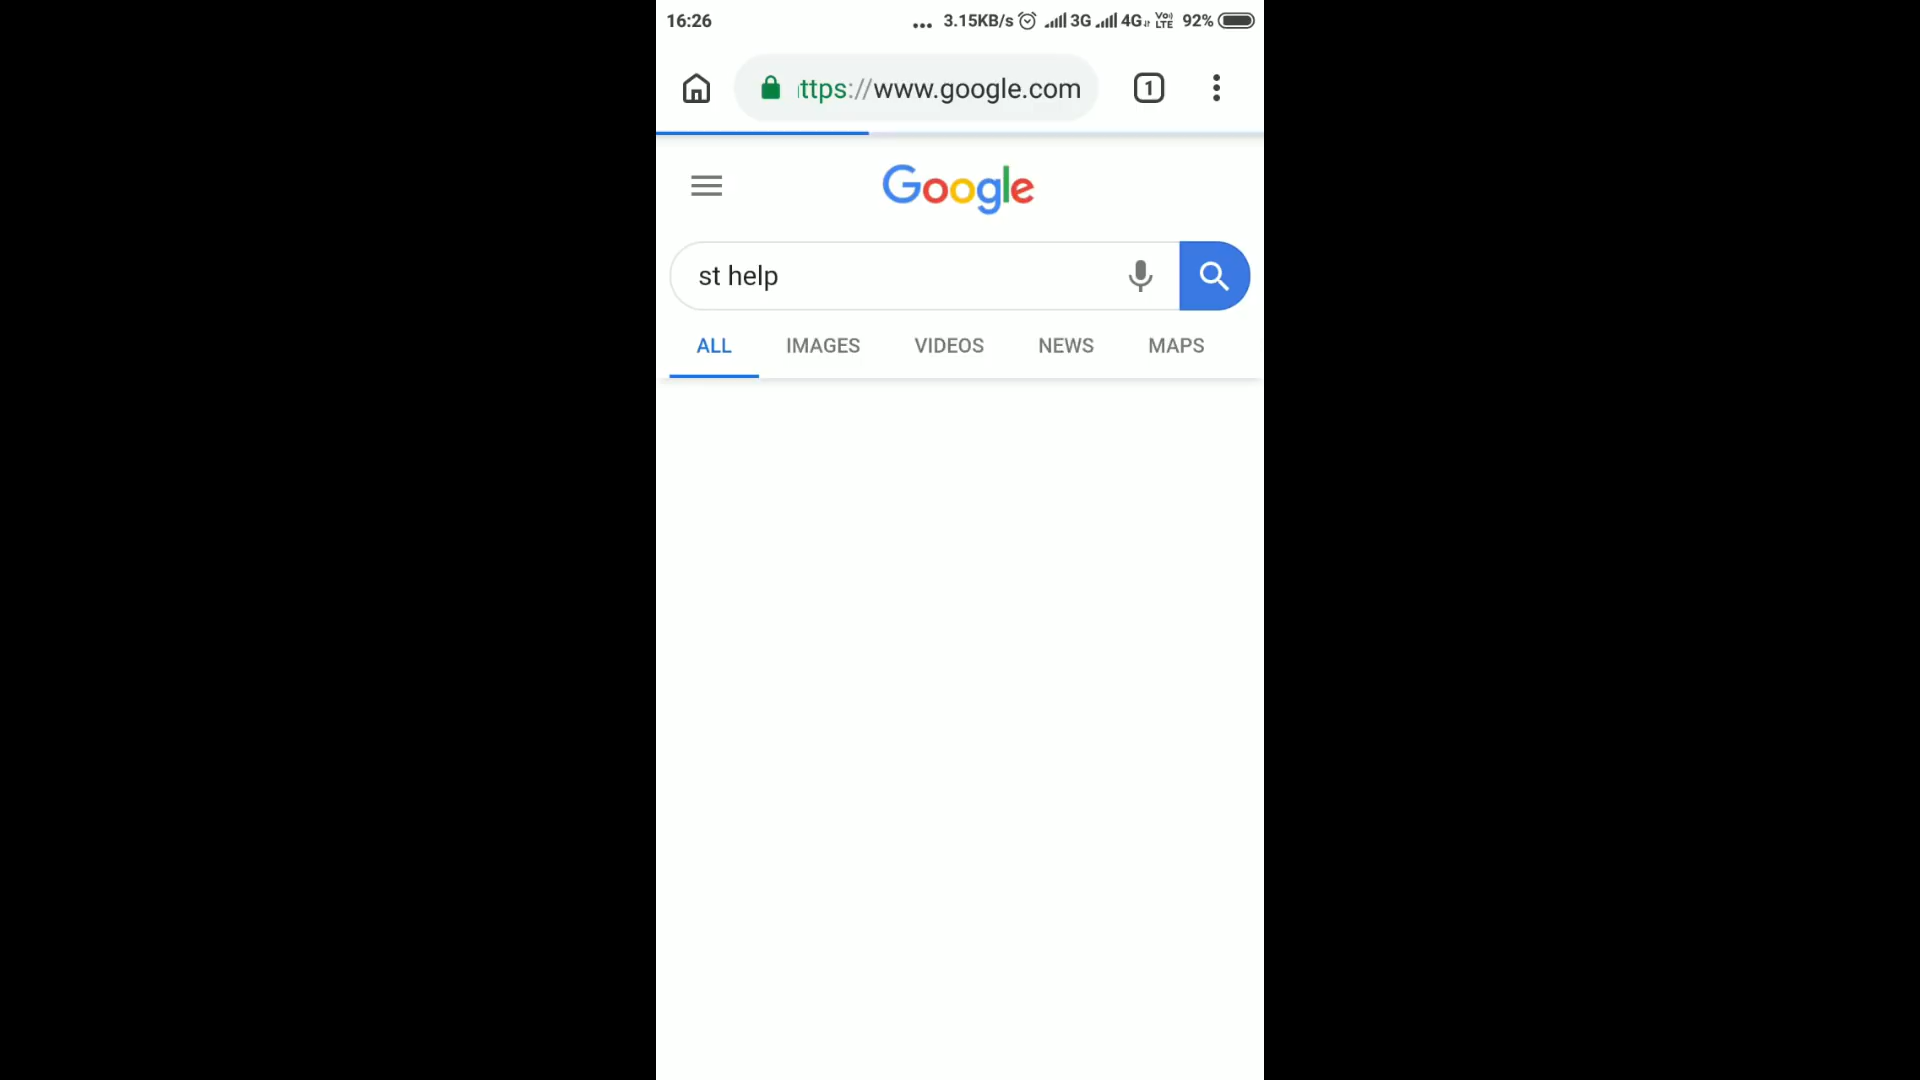 16:26 ... 3.15KB/s 3G 4G VoLTE 92%
ttps://www.google.com 1
Google
st help
ALL IMAGES VIDEOS NEWS MAPS